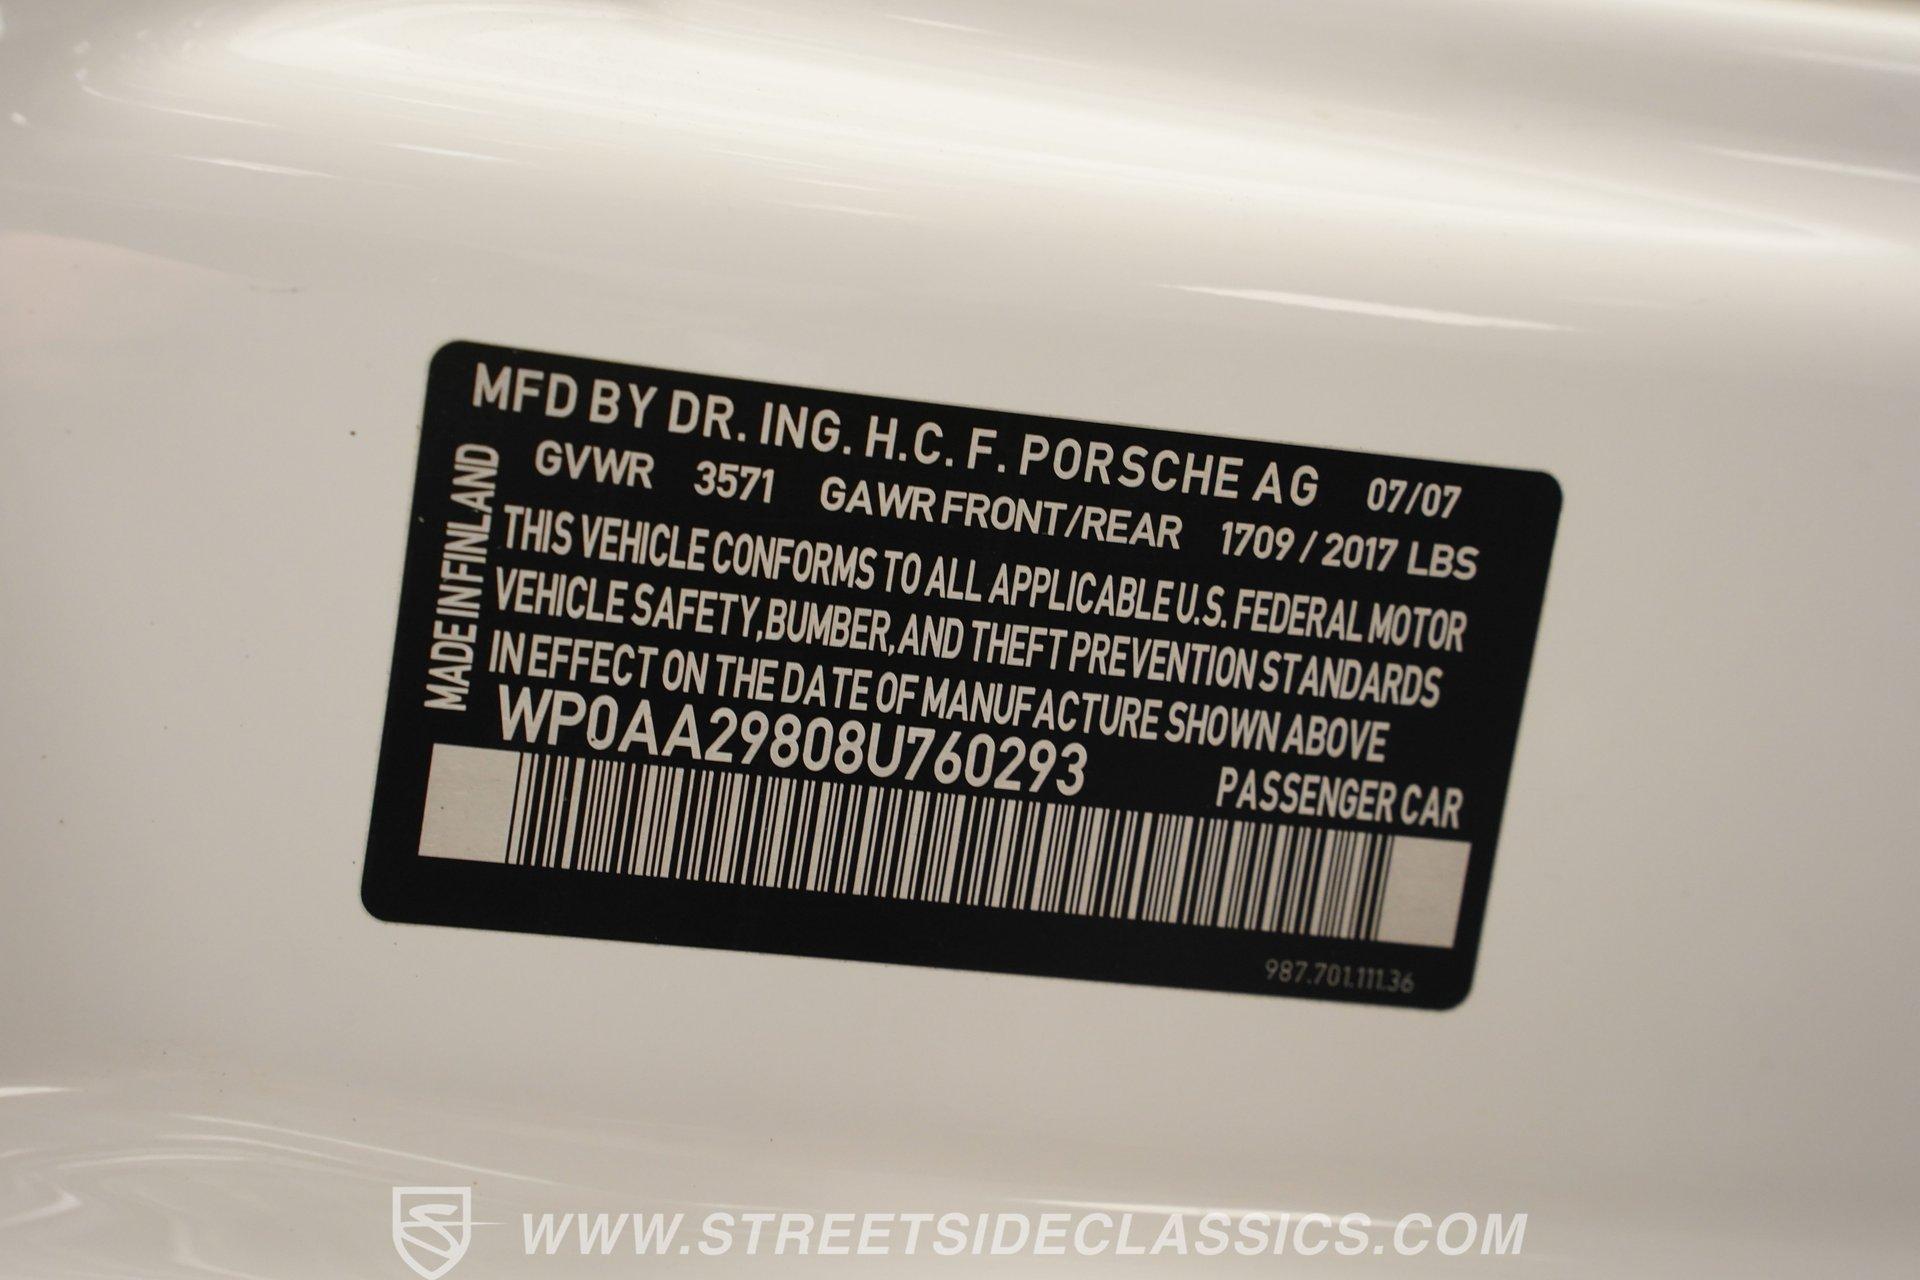 MFD BY DR. ING. H.C. F. PORSCHE AG 07/07
GVWR 3571 GAWR FRONT/REAR 1709 / 2017 LBS
MADE IN FINLAND
THIS VEHICLE CONFORMS TO ALL APPLICABLE U.S. FEDERAL MOTOR
VEHICLE SAFETY, BUMBER, AND THEFT PREVENTION STANDARDS
IN EFFECT ON THE DATE OF MANUFACTURE SHOWN ABOVE
WP0AA29808U760293
PASSENGER CAR
987.701.111.36
WWW.STREETSIDECLASSICS.COM